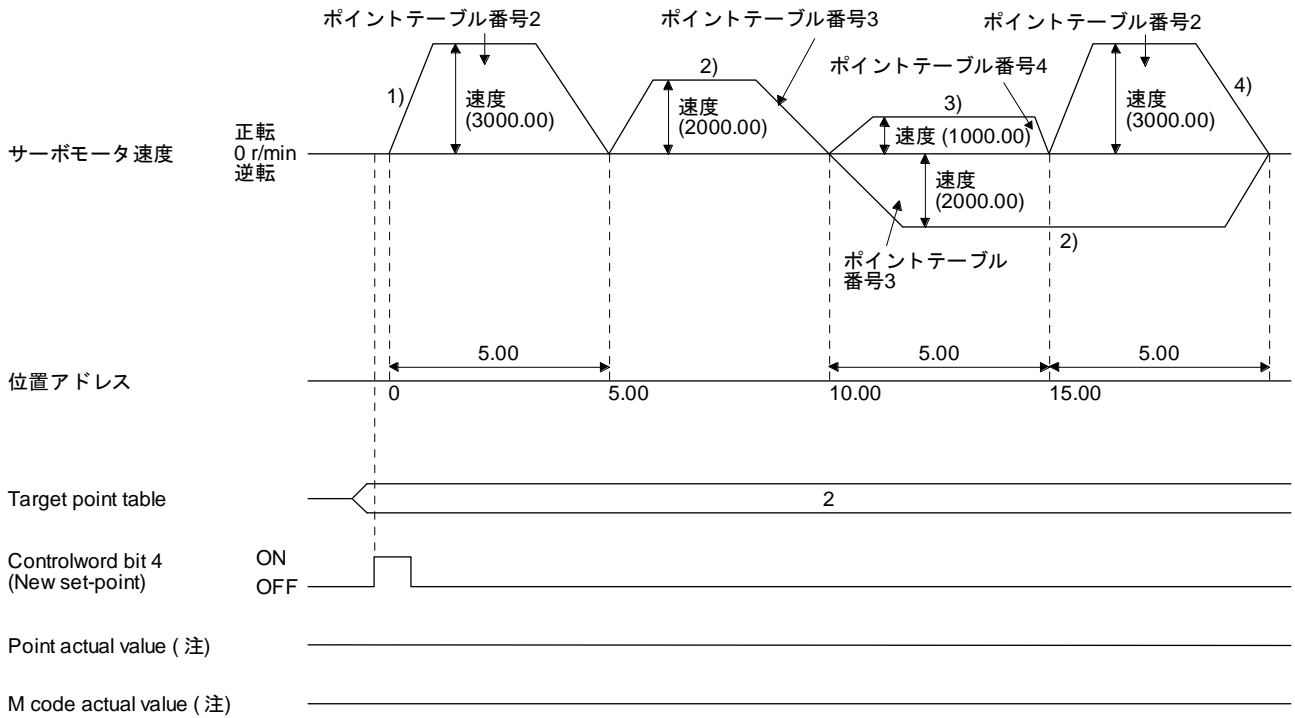 ポイントテーブル番号2
ポイントテーブル番号3
ポイントテーブル番号2
ポイントテーブル番号4
1)
2)
3)
4)
速度
(3000.00)
速度
(2000.00)
速度 (1000.00)
速度
(3000.00)
サーボモータ速度
正転
0 r/min
逆転
速度
(2000.00)
2)
ポイントテーブル
番号3
5.00
5.00
5.00
位置アドレス
0
5.00
10.00
15.00
Target point table
2
Controlword bit 4
(New set-point)
ON
OFF
Point actual value ( 注)
M code actual value ( 注)